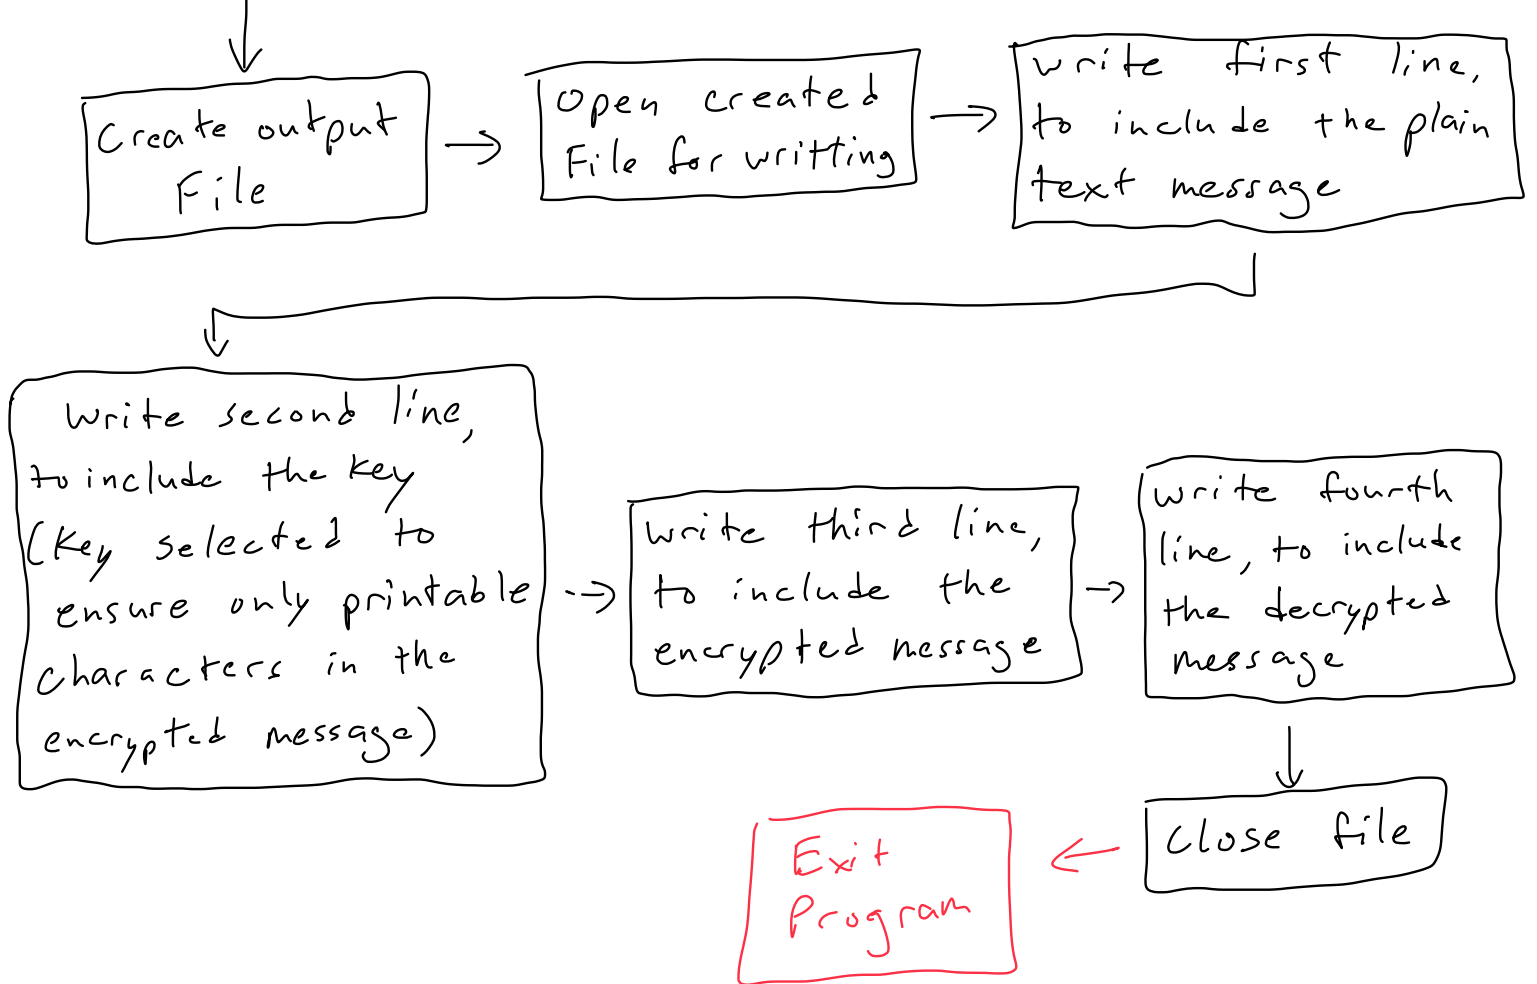 Create output
File
Open created
File for writting
write first line,
to include the plain
text message
write second line,
to include the key
(key selected to
ensure only printable
characters in the
encrypted message)
write third line,
to include the
encrypted message
write fourth
line, to include
the decrypted
message
Close file
Exit
Program